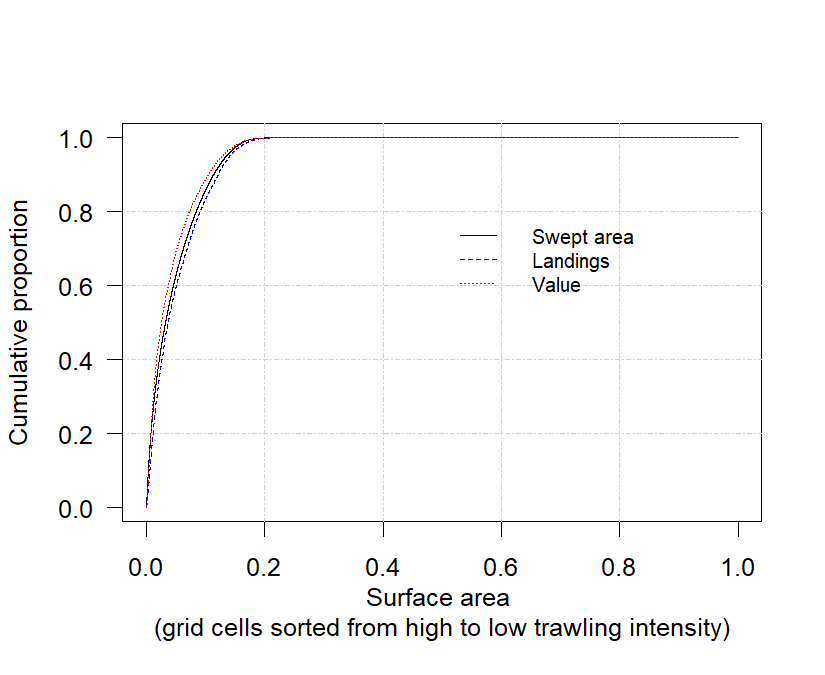 1.0
0.8
0.6
0.4
0.2
0.0
Cumulative proportion
Swept area
Landings
Value
0.0 0.2 0.4 0.6 0.8 1.0
Surface area
(grid cells sorted from high to low trawling intensity)